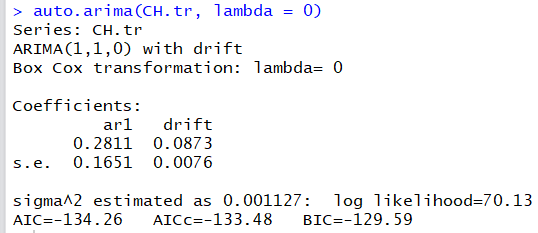 > auto.arima(CH.tr, lambda = 0)
Series: CH.tr
ARIMA(1,1,0) with drift
Box Cox transformation: lambda= 0

Coefficients:
         ar1   drift
      0.2811  0.0873
s.e.  0.1651  0.0076

sigma^2 estimated as 0.001127:  log likelihood=70.13
AIC=-134.26   AICc=-133.48   BIC=-129.59